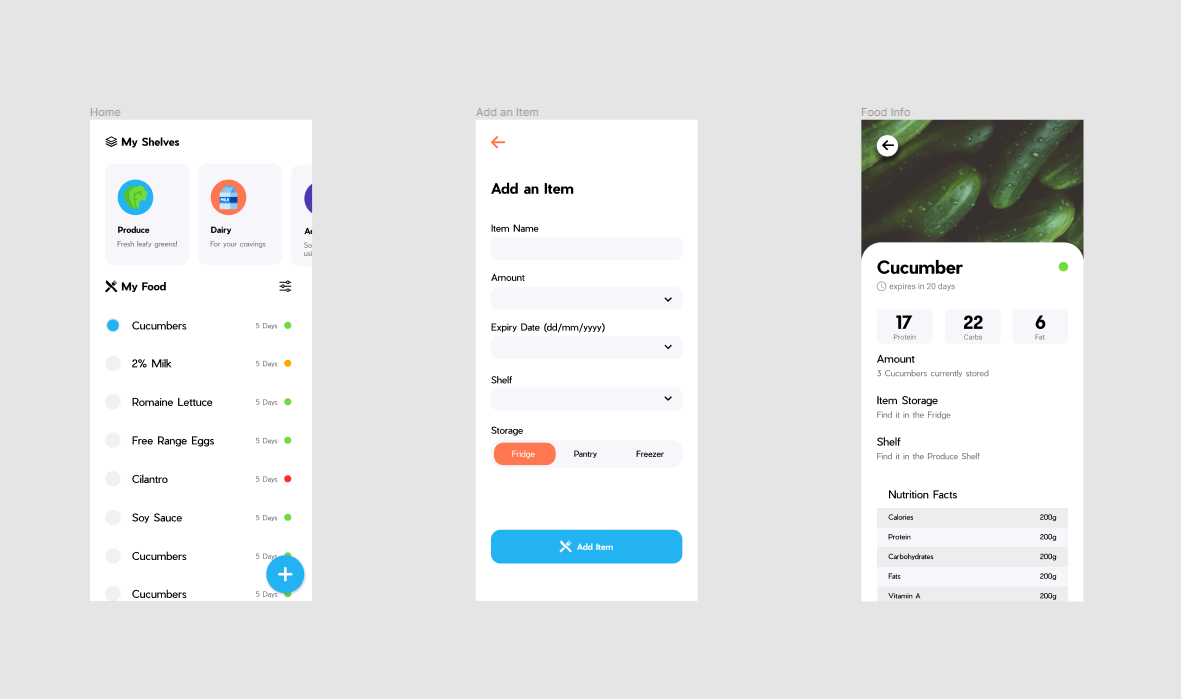 Home
My Shelves
MILK
Produce
Fresh leafy greens!
Dairy
For your cravings
My Food
Cucumbers 5 Days
2% Milk 5 Days
Romaine Lettuce 5 Days
Free Range Eggs 5 Days
Cilantro 5 Days
Soy Sauce 5 Days
Cucumbers 5 Days
Cucumbers 5 Days
Add an Item
Add an Item
Item Name
Amount
Expiry Date (dd/mm/yyyy)
Shelf
Storage
Fridge Pantry Freezer
Add Item
Food Info
Cucumber
expires in 20 days
17 22 6
Protein Carbs Fat
Amount
3 Cucumbers currently stored
Item Storage
Find it in the Fridge
Shelf
Find it in the Produce Shelf
Nutrition Facts
Calories 200g
Protein 200g
Carbohydrates 200g
Fats 200g
Vitamin A 200g